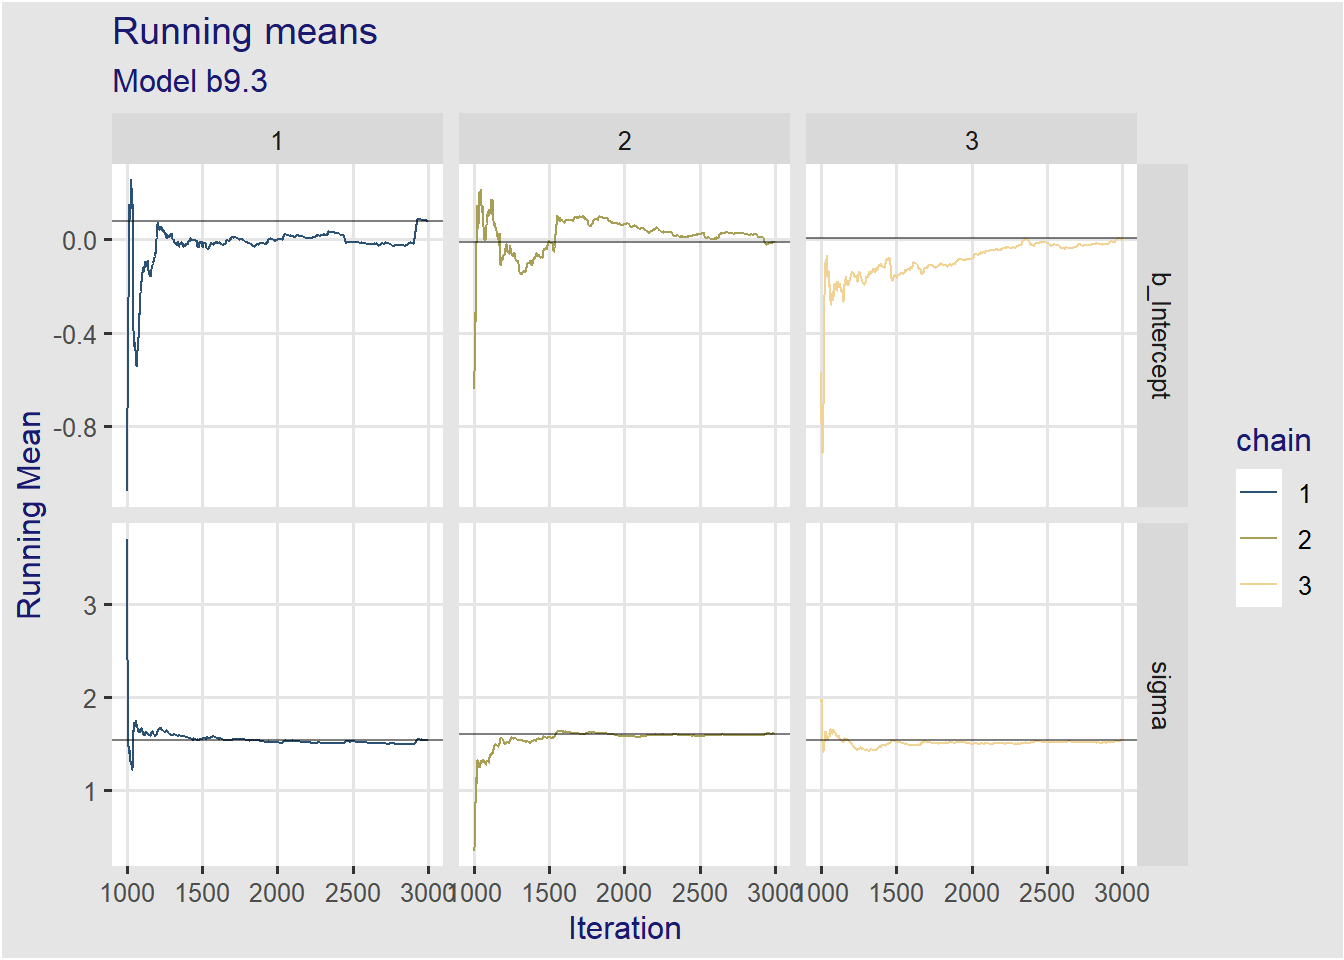 Running means
Model b9.3
1 2 3
0.0
-0.4
-0.8
b_Intercept
3
2
1
sigma
Running Mean
1000 1500 2000 2500 3000 1000 1500 2000 2500 3000 1000 1500 2000 2500 3000
Iteration
chain
1
2
3